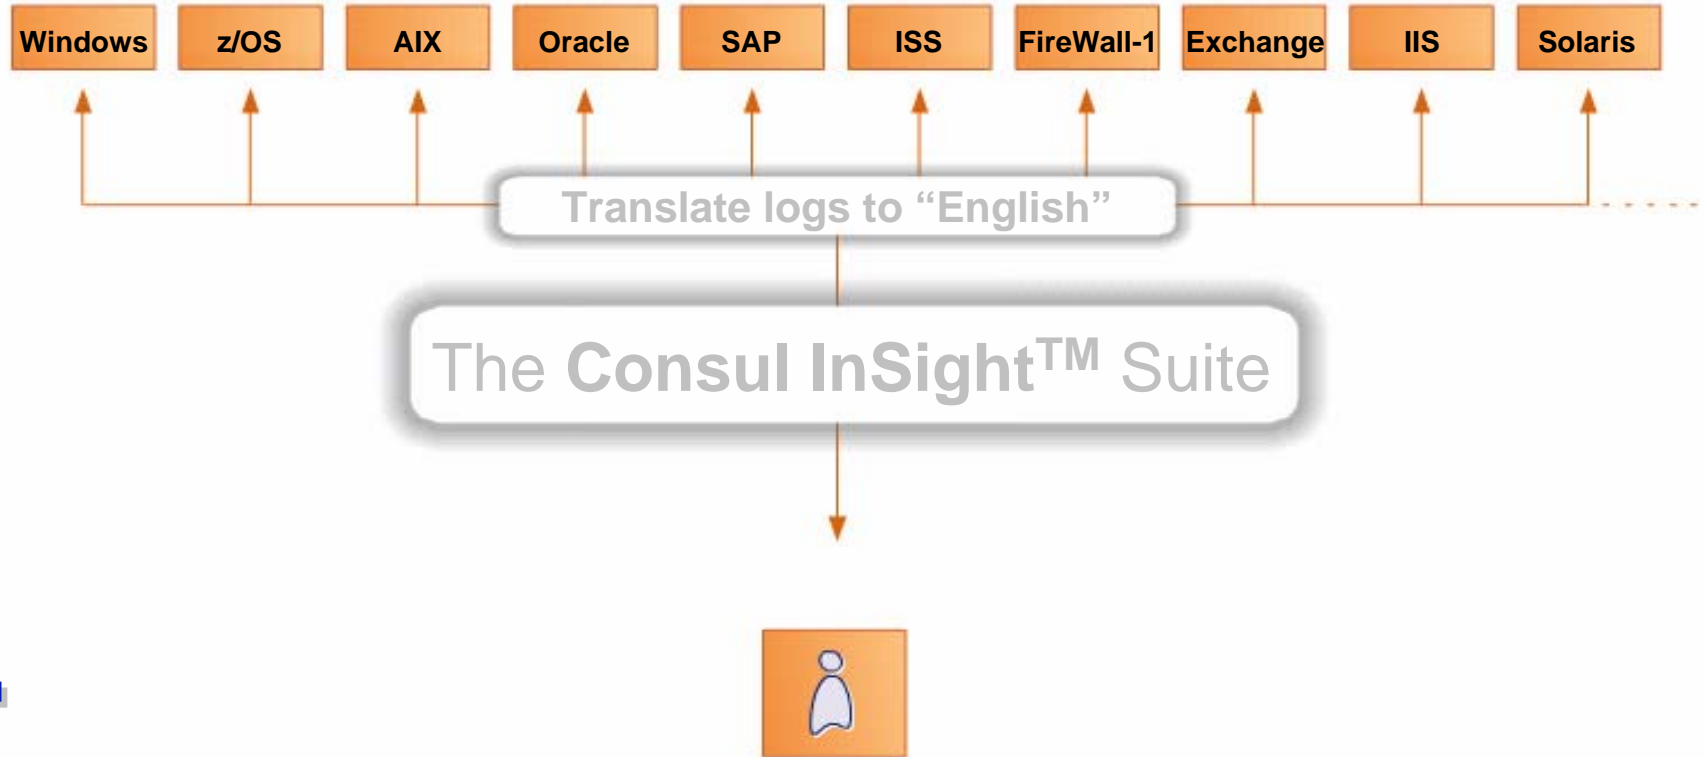 Windows z/OS AIX Oracle SAP ISS FireWall-1 Exchange IIS Solaris
Translate logs to “English”
The Consul InSight™ Suite